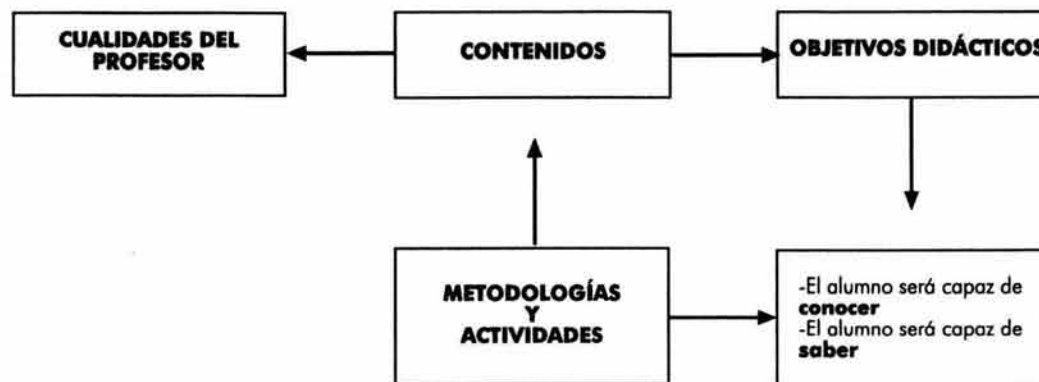 CUALIDADES DEL
PROFESOR
CONTENIDOS
OBJETIVOS DIDÁCTICOS
METODOLOGÍAS
Y
ACTIVIDADES
-El alumno será capaz de
conocer
-El alumno será capaz de
saber